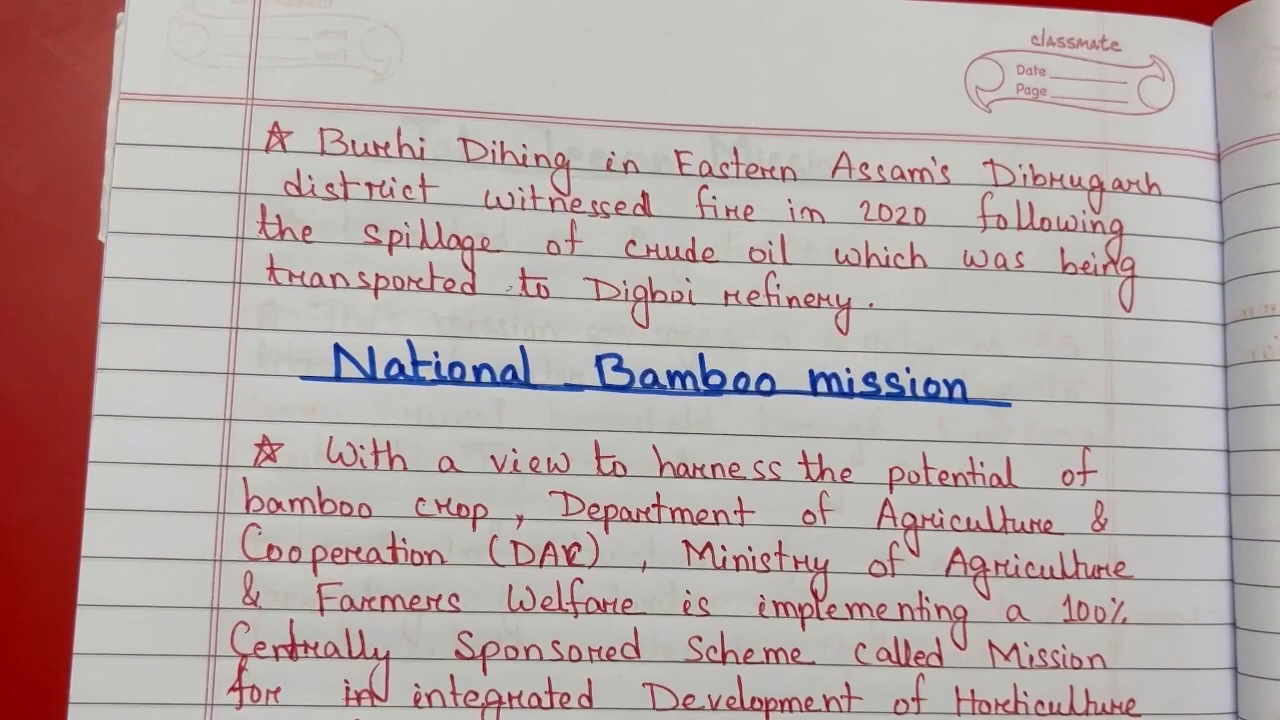 classmate
Date
Page
☆ Burhi Dihing in Eastern Assam's Dibrugarh
district witnessed fire in 2020 following
the spillage of crude oil which was being
transported to Digboi refinery.
National Bamboo mission
☆ With a view to harness the potential of
bamboo crop, Department of Agriculture &
Cooperation (DAC), Ministry of Agriculture
& Farmers Welfare is implementing a 100%
Centrally Sponsored Scheme called Mission
for in integrated Development of Horticulture